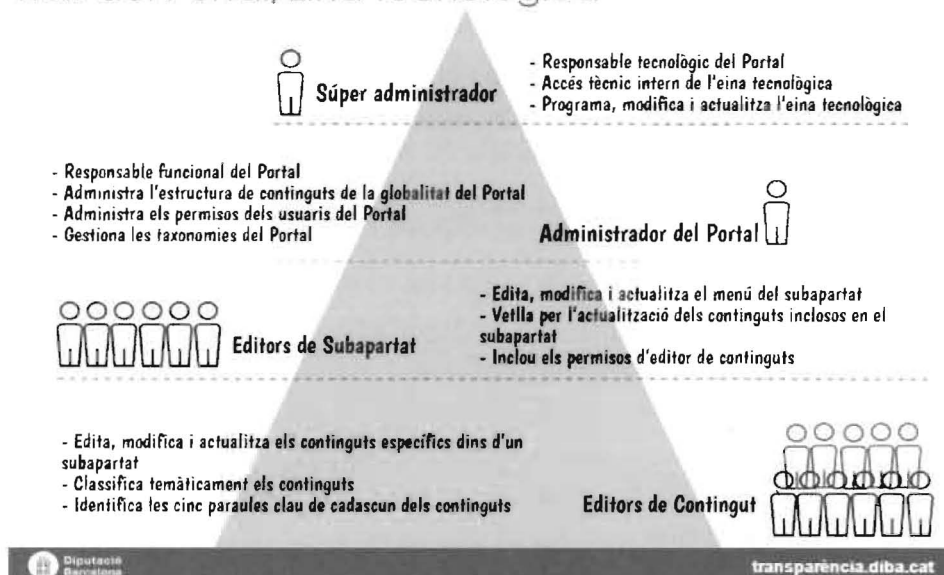 Súper administrador
- Responsable tecnològic del Portal
- Accés tècnic intern de l'eina tecnològica
- Programa, modifica i actualitza l'eina tecnològica
- Responsable funcional del Portal
- Administra l'estructura de continguts de la globalitat del Portal
- Administra els permisos dels usuaris del Portal
- Gestiona les taxonomies del Portal
Administrador del Portal
Editors de Subapartat
- Edita, modifica i actualitza el menú del subapartat
- Vetlla per l'actualització dels continguts inclosos en el
subapartat
- Inclou els permisos d'editor de continguts
- Edita, modifica i actualitza els continguts específics dins d'un
subapartat
- Classifica temàticament els continguts
- Identifica les cinc paraules clau de cadascun dels continguts
Editors de Contingut
Diputació
Barcelona
transparència.diba.cat